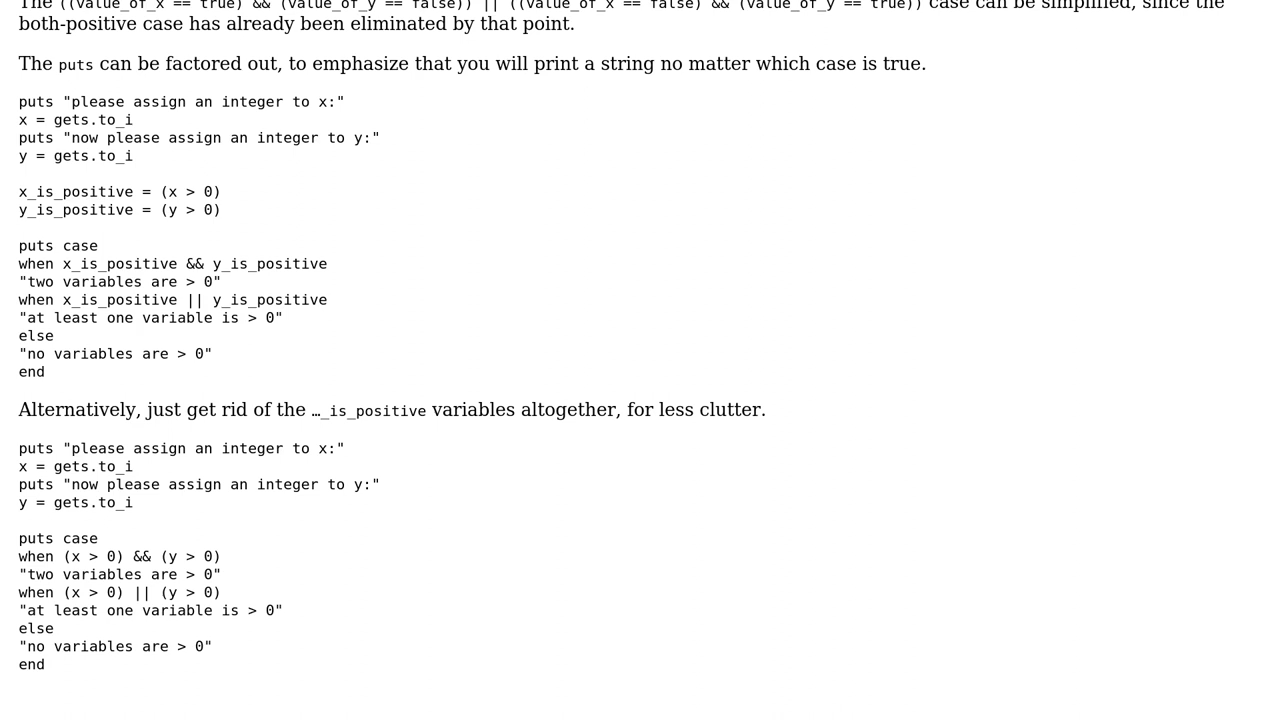 The ((value_of_x == true) && (value_of_y == false)) || ((value_of_x == false) && (value_of_y == true)) case can be simplified, since the
both-positive case has already been eliminated by that point.
The puts can be factored out, to emphasize that you will print a string no matter which case is true.
puts "please assign an integer to x:"
x = gets.to_i
puts "now please assign an integer to y:"
y = gets.to_i
x_is_positive = (x > 0)
y_is_positive = (y > 0)
puts case
when x_is_positive && y_is_positive
"two variables are > 0"
when x_is_positive || y_is_positive
"at least one variable is > 0"
else
"no variables are > 0"
end
Alternatively, just get rid of the …_is_positive variables altogether, for less clutter.
puts "please assign an integer to x:"
x = gets.to_i
puts "now please assign an integer to y:"
y = gets.to_i
puts case
when (x > 0) && (y > 0)
"two variables are > 0"
when (x > 0) || (y > 0)
"at least one variable is > 0"
else
"no variables are > 0"
end